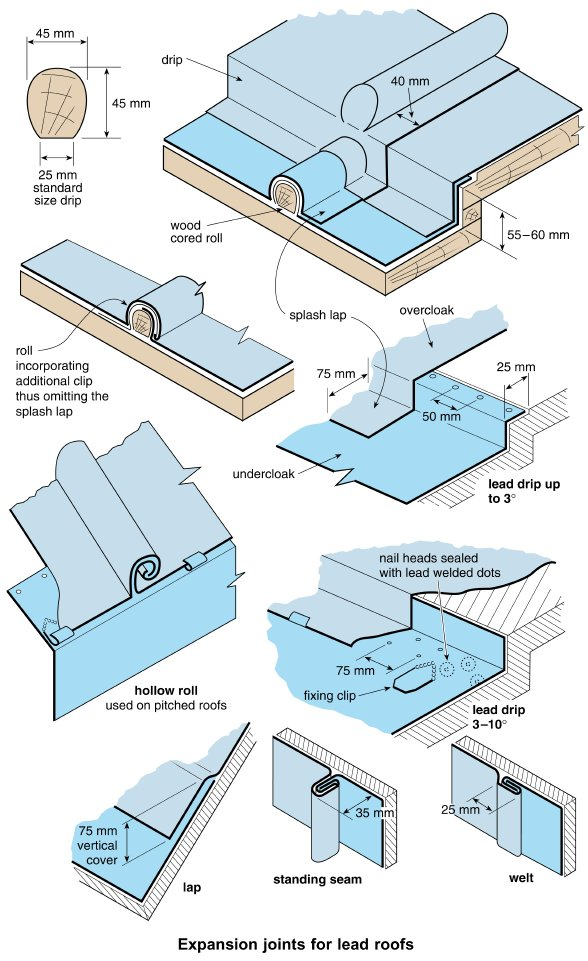 45 mm
45 mm
25 mm
standard
size drip
drip
40 mm
wood
cored roll
55–60 mm
splash lap
roll
incorporating
additional clip
thus omitting the
splash lap
overcloak
75 mm
25 mm
50 mm
undercloak
lead drip up
to 3°
hollow roll
used on pitched roofs
nail heads sealed
with lead welded dots
75 mm
fixing clip
lead drip
3–10°
75 mm
vertical
cover
lap
35 mm
standing seam
25 mm
welt
Expansion joints for lead roofs